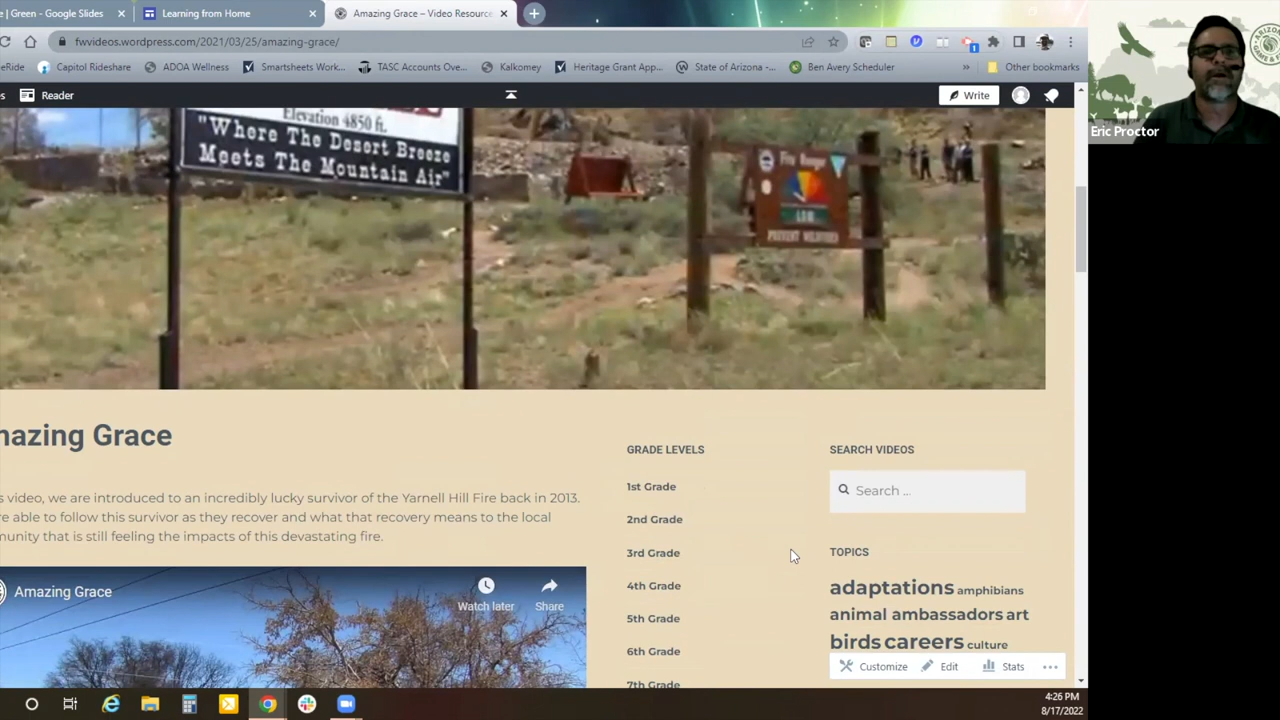 e | Green - Google Slides
Learning from Home
Amazing Grace – Video Resource
fwvideos.wordpress.com/2021/03/25/amazing-grace/
eRide
Capitol Rideshare
ADOA Wellness
Smartsheets Work...
TASC Accounts Ove...
Kalkomey
Heritage Grant App...
State of Arizona -...
Ben Avery Scheduler
»
Other bookmarks
s
Reader
Write
Elevation 4850 ft.
"Where The Desert Breeze
Meets The Mountain Air"
Fire Danger
LOW
PREVENT WILDFIRES
Eric Proctor
mazing Grace
s video, we are introduced to an incredibly lucky survivor of the Yarnell Hill Fire back in 2013.
re able to follow this survivor as they recover and what that recovery means to the local
munity that is still feeling the impacts of this devastating fire.
Amazing Grace
Watch later
Share
GRADE LEVELS
1st Grade
2nd Grade
3rd Grade
4th Grade
5th Grade
6th Grade
7th Grade
SEARCH VIDEOS
Search ...
TOPICS
adaptations amphibians
animal ambassadors art
birds careers culture
Customize
Edit
Stats
4:26 PM
8/17/2022